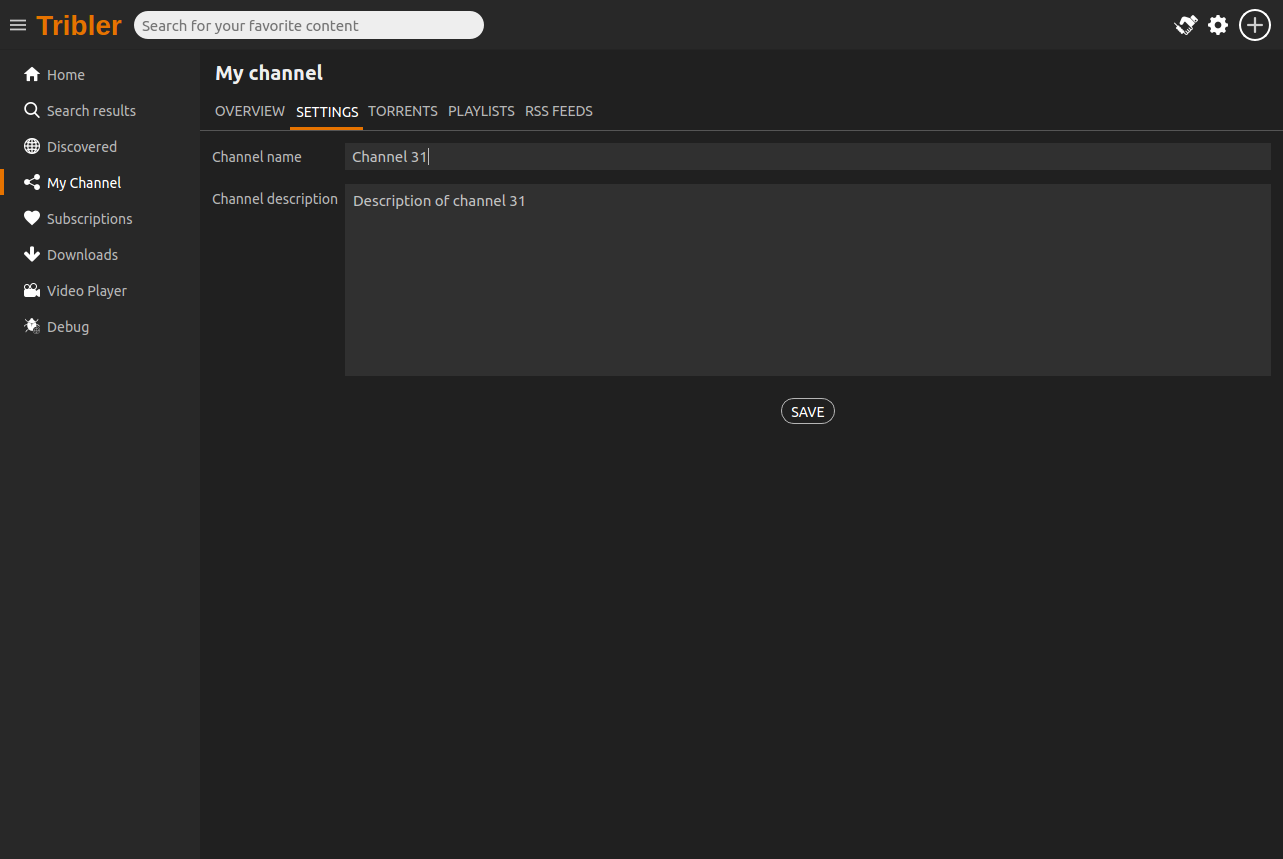 Tribler
Search for your favorite content
Home
Search results
Discovered
My Channel
Subscriptions
Downloads
Video Player
Debug
My channel
OVERVIEW SETTINGS TORRENTS PLAYLISTS RSS FEEDS
Channel name Channel 31
Channel description Description of channel 31
SAVE